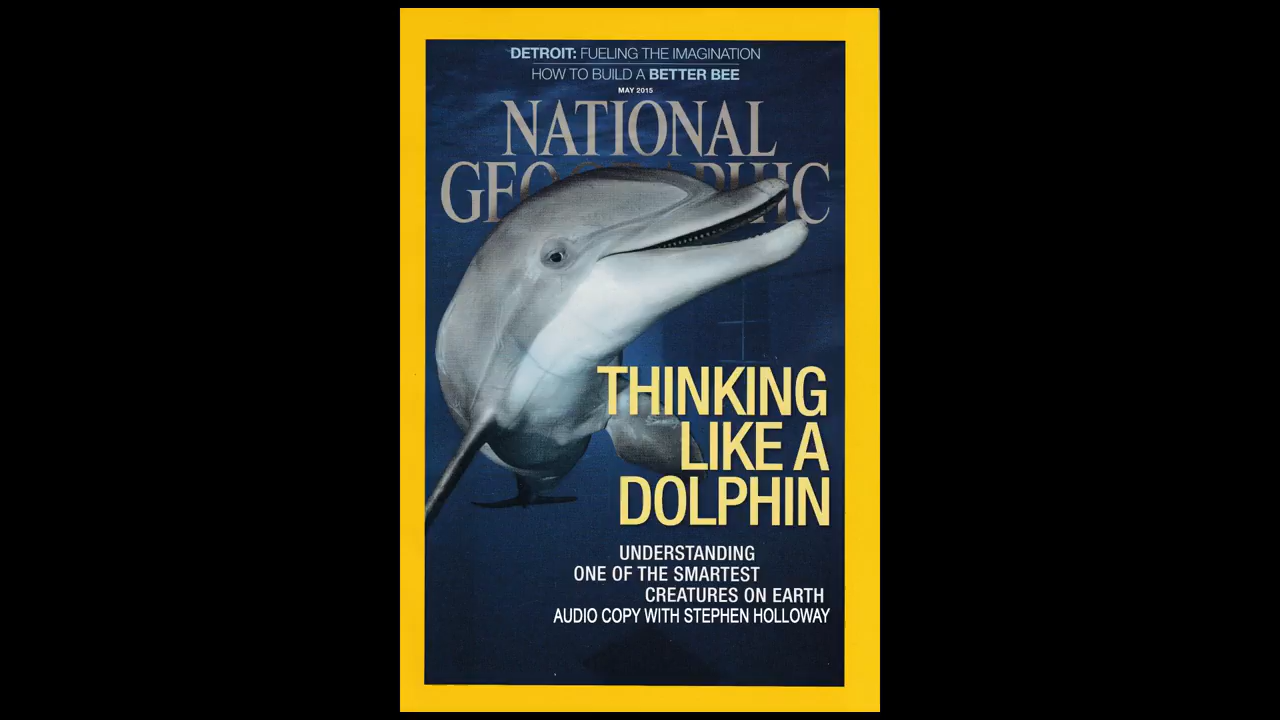 DETROIT: FUELING THE IMAGINATION
HOW TO BUILD A BETTER BEE
MAY 2015
NATIONAL
GEOGRAPHIC
THINKING
LIKE A
DOLPHIN
UNDERSTANDING
ONE OF THE SMARTEST
CREATURES ON EARTH
AUDIO COPY WITH STEPHEN HOLLOWAY